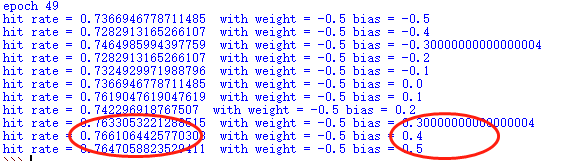 epoch 49
hit rate = 0.7366946778711485  with weight = -0.5 bias = -0.5
hit rate = 0.7282913165266107  with weight = -0.5 bias = -0.4
hit rate = 0.7464985994397759  with weight = -0.5 bias = -0.30000000000000004
hit rate = 0.7282913165266107  with weight = -0.5 bias = -0.2
hit rate = 0.7324929971988796  with weight = -0.5 bias = -0.1
hit rate = 0.7366946778711485  with weight = -0.5 bias = 0.0
hit rate = 0.7619047619047619  with weight = -0.5 bias = 0.1
hit rate = 0.742296918767507  with weight = -0.5 bias = 0.2
hit rate = 0.7633053221288515  with weight = -0.5 bias = 0.30000000000000004
hit rate = 0.7661064425770308  with weight = -0.5 bias = 0.4
hit rate = 0.7647058823529411  with weight = -0.5 bias = 0.5
>>>